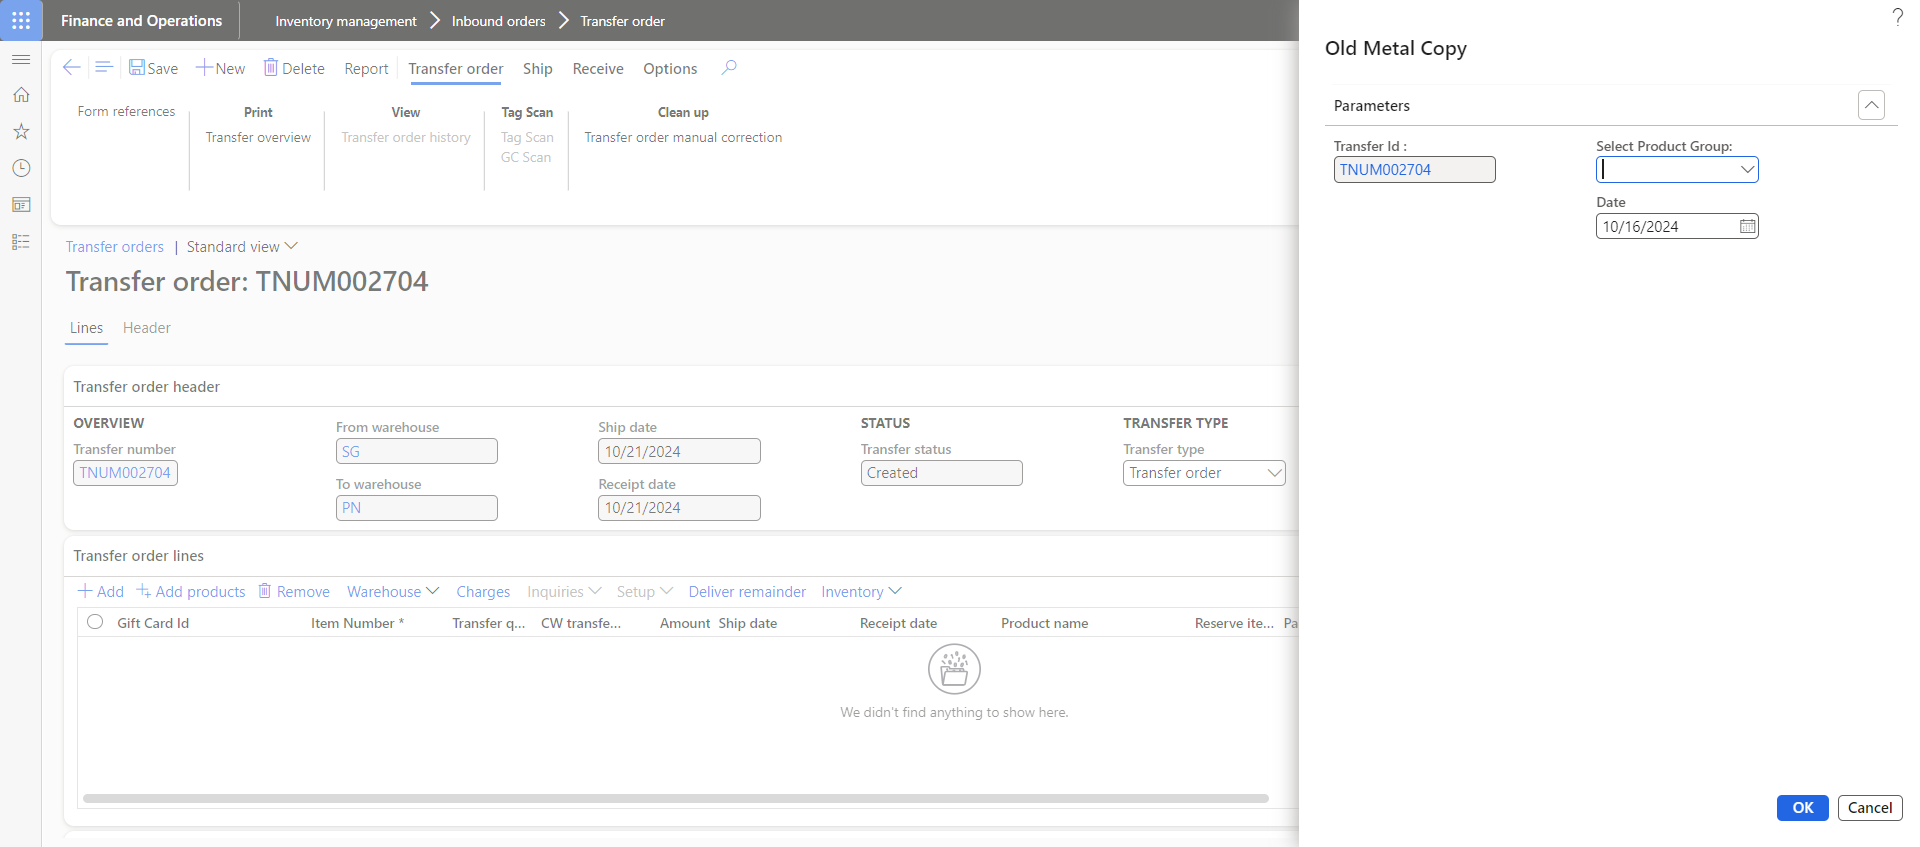 Finance and Operations
Inventory management > Inbound orders > Transfer order
?
Save New Delete Report Transfer order Ship Receive Options
Form references
Print
Transfer overview
View
Transfer order history
Tag Scan
Tag Scan
GC Scan
Clean up
Transfer order manual correction
Transfer orders | Standard view
Transfer order: TNUM002704
Lines Header
Transfer order header
OVERVIEW
Transfer number
TNUM002704
From warehouse
SG
To warehouse
PN
Ship date
10/21/2024
Receipt date
10/21/2024
STATUS
Transfer status
Created
TRANSFER TYPE
Transfer type
Transfer order
Transfer order lines
Add Add products Remove Warehouse Charges Inquiries Setup Deliver remainder Inventory
Gift Card Id Item Number * Transfer q... CW transfe... Amount Ship date Receipt date Product name Reserve ite... Pa
We didn't find anything to show here.
Old Metal Copy
Parameters
Transfer Id :
TNUM002704
Select Product Group:
Date
10/16/2024
OK Cancel